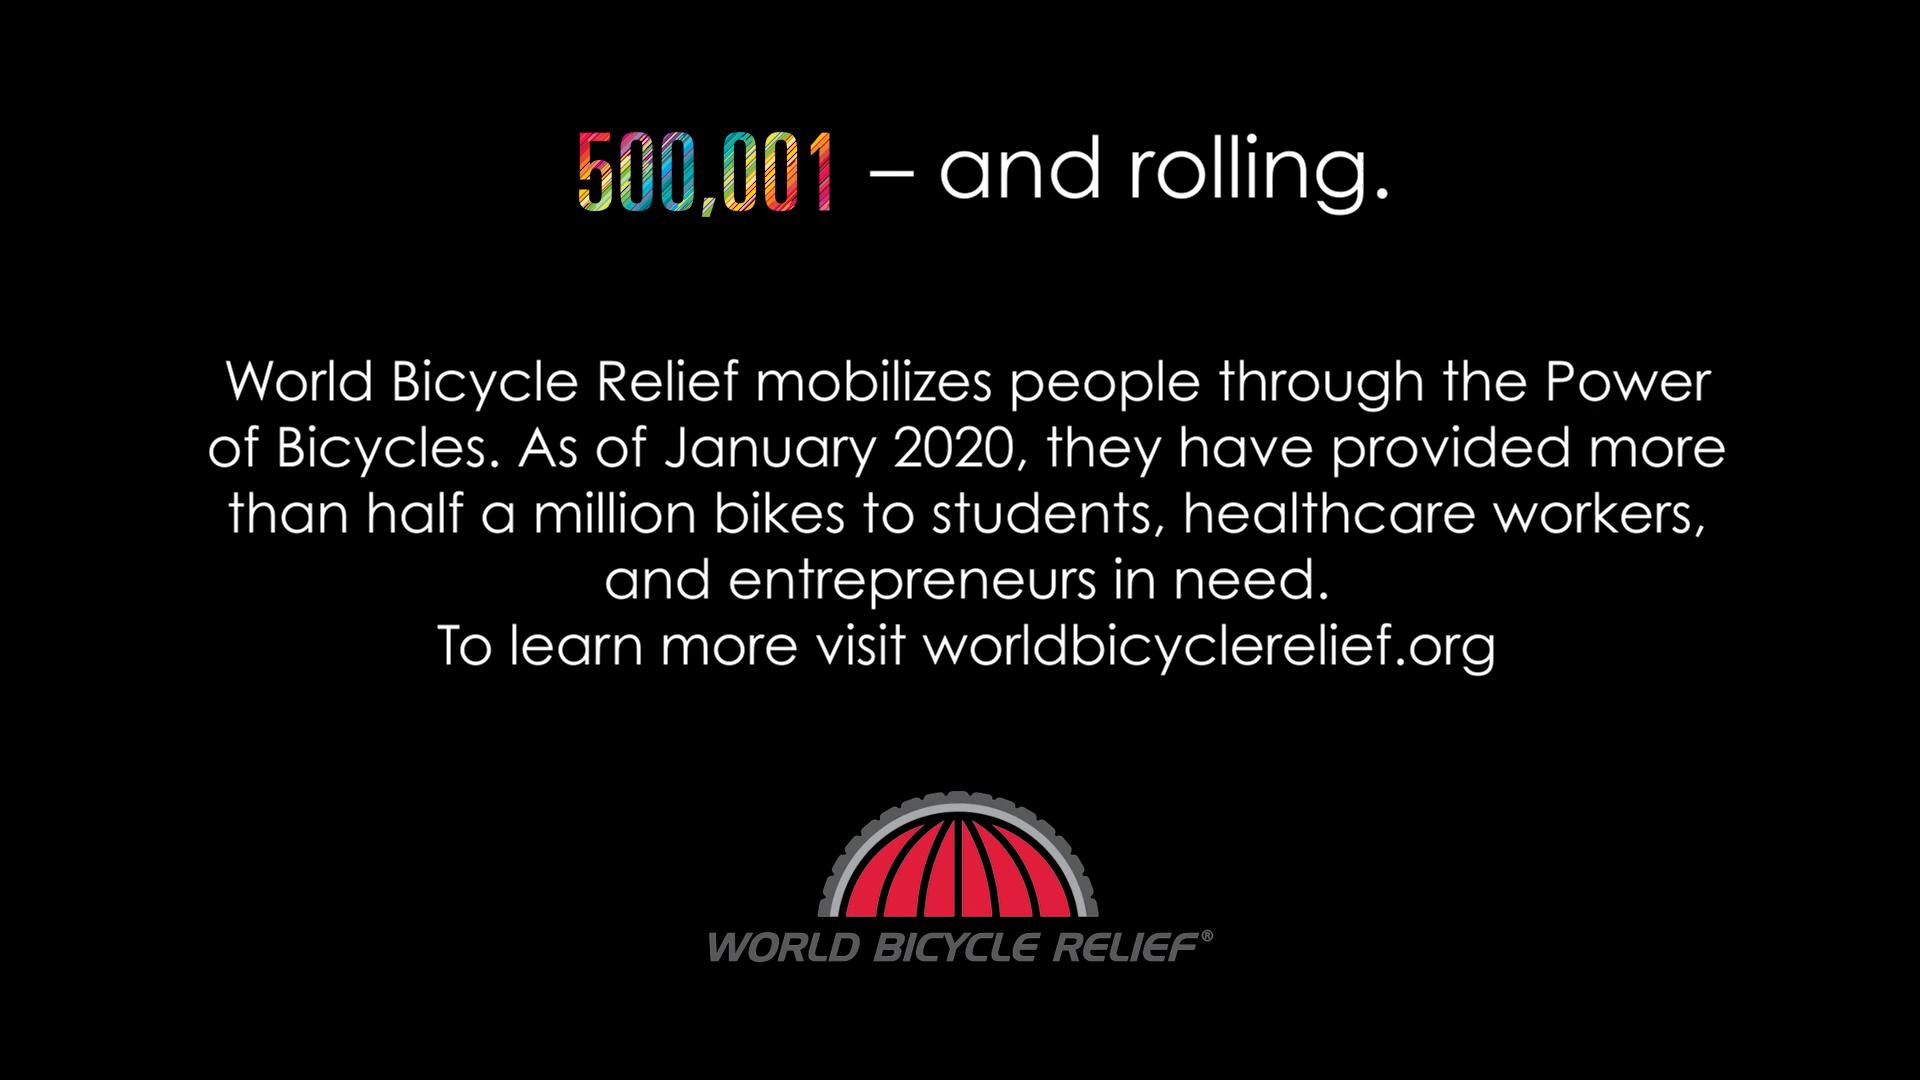 500,001 – and rolling.
World Bicycle Relief mobilizes people through the Power
of Bicycles. As of January 2020, they have provided more
than half a million bikes to students, healthcare workers,
and entrepreneurs in need.
To learn more visit worldbicyclerelief.org
WORLD BICYCLE RELIEF®